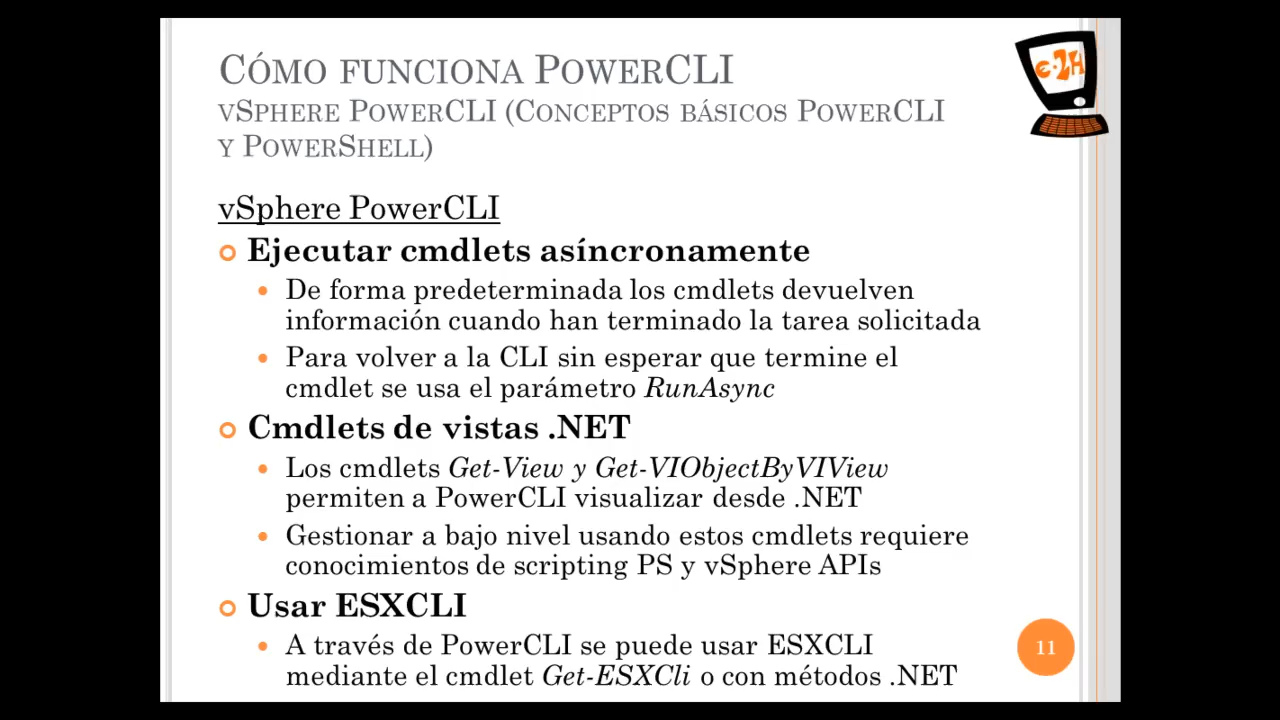 CÓMO FUNCIONA POWERCLI
VSPHERE POWERCLI (CONCEPTOS BÁSICOS POWERCLI
Y POWERSHELL)
e-2H
vSphere PowerCLI
Ejecutar cmdlets asíncronamente
De forma predeterminada los cmdlets devuelven
información cuando han terminado la tarea solicitada
Para volver a la CLI sin esperar que termine el
cmdlet se usa el parámetro RunAsync
Cmdlets de vistas .NET
Los cmdlets Get-View y Get-VIObjectByVIView
permiten a PowerCLI visualizar desde .NET
Gestionar a bajo nivel usando estos cmdlets requiere
conocimientos de scripting PS y vSphere APIs
Usar ESXCLI
A través de PowerCLI se puede usar ESXCLI
mediante el cmdlet Get-ESXCli o con métodos .NET
11